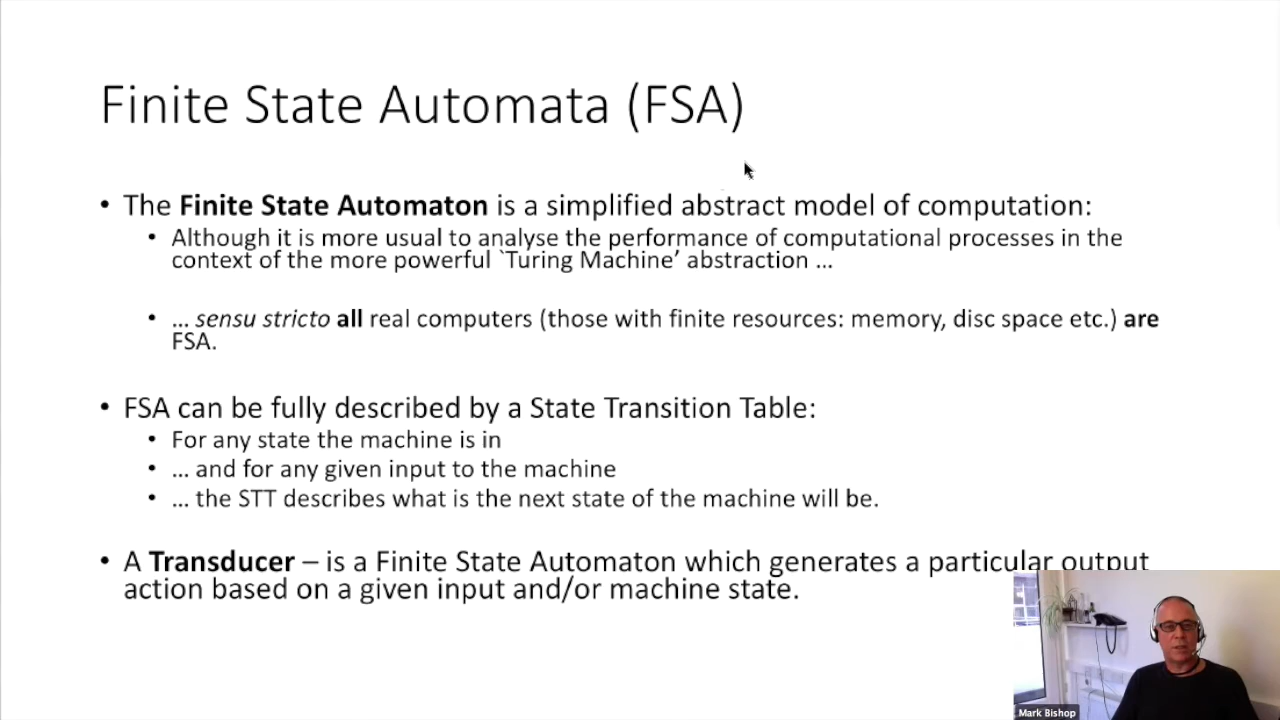 Finite State Automata (FSA)
• The Finite State Automaton is a simplified abstract model of computation:
• Although it is more usual to analyse the performance of computational processes in the
context of the more powerful `Turing Machine’ abstraction ...
• ... sensu stricto all real computers (those with finite resources: memory, disc space etc.) are
FSA.
• FSA can be fully described by a State Transition Table:
• For any state the machine is in
• ... and for any given input to the machine
• ... the STT describes what is the next state of the machine will be.
• A Transducer – is a Finite State Automaton which generates a particular output
action based on a given input and/or machine state.
Mark Bishop